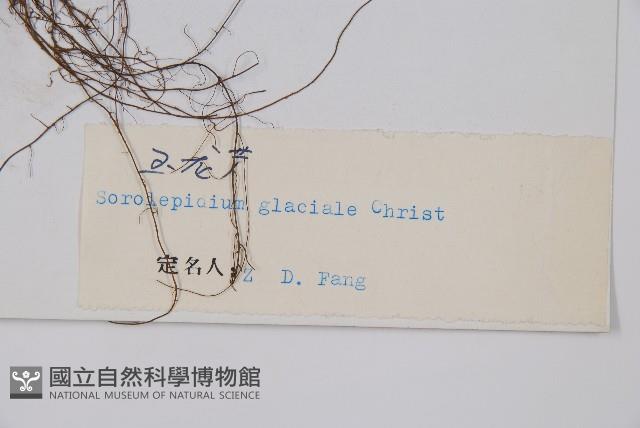 玉龙芦
Sorolepidium glaciale Christ
定名人: Z D. Fang
國立自然科學博物館
NATIONAL MUSEUM OF NATURAL SCIENCE